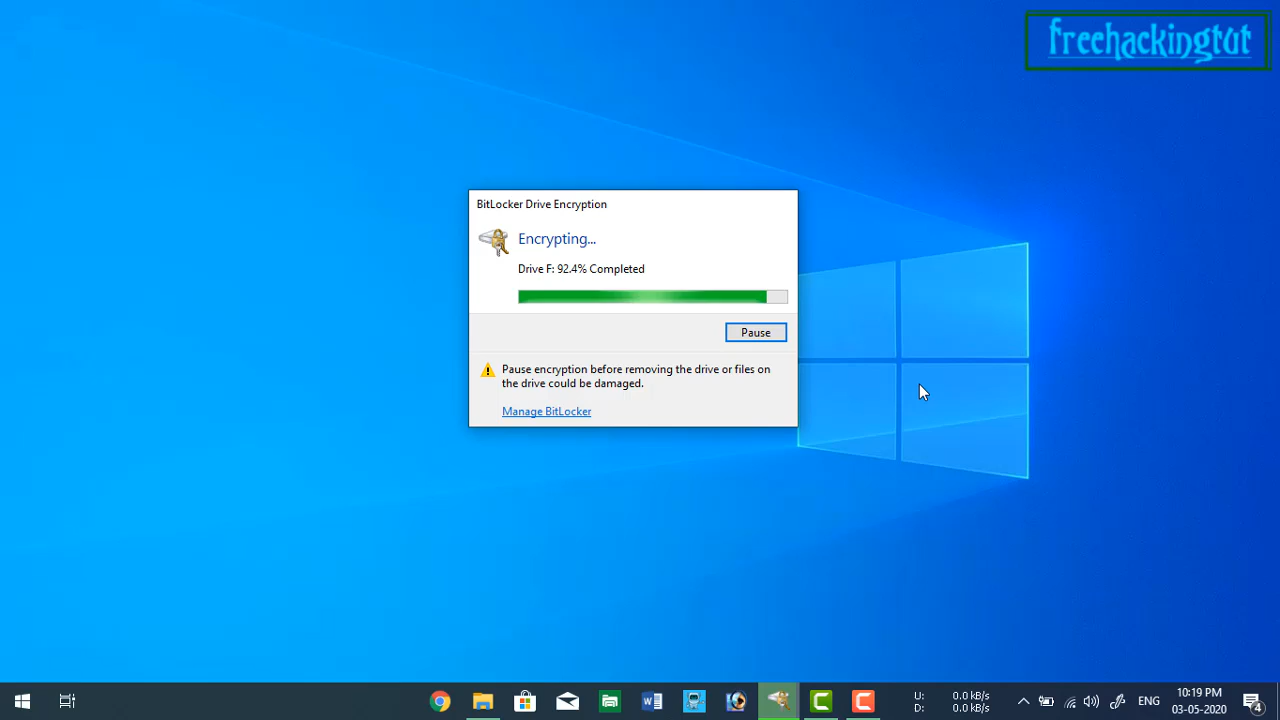 freehackingtut
BitLocker Drive Encryption
Encrypting...
Drive F: 92.4% Completed
Pause
Pause encryption before removing the drive or files on
the drive could be damaged.
Manage BitLocker
U: 0.0 kB/s
D: 0.0 kB/s
ENG
10:19 PM
03-05-2020
4